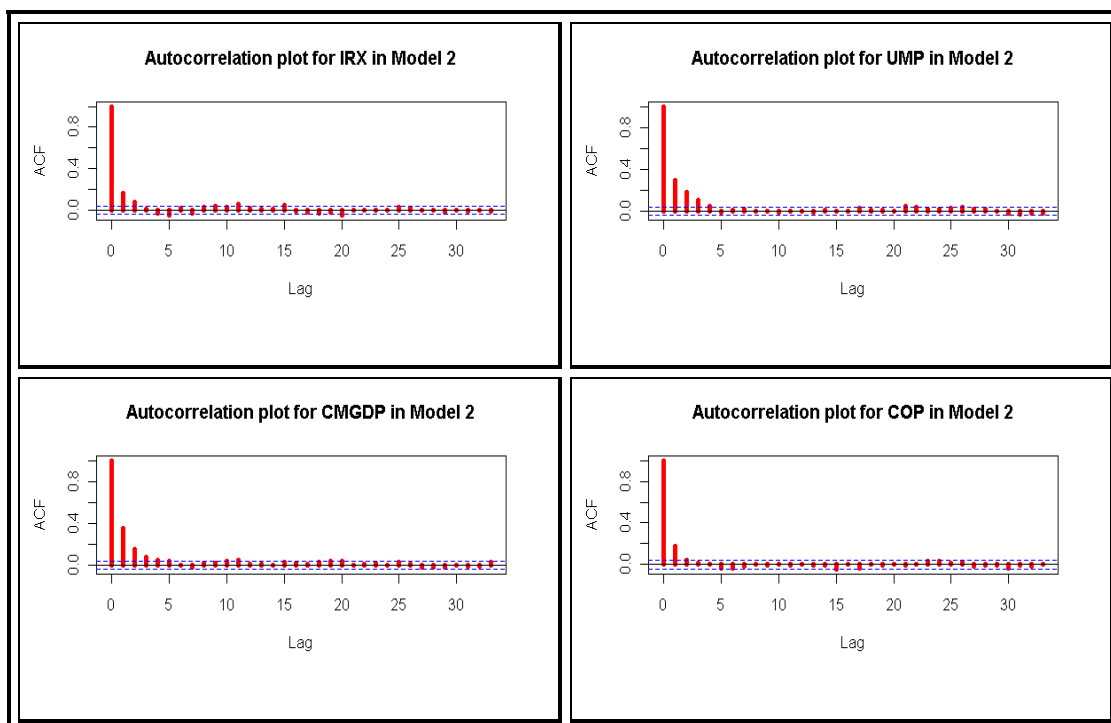 Autocorrelation plot for IRX in Model 2
ACF
0.0 0.4 0.8
0 5 10 15 20 25 30
Lag
Autocorrelation plot for UMP in Model 2
ACF
0.0 0.4 0.8
0 5 10 15 20 25 30
Lag
Autocorrelation plot for CMGDP in Model 2
ACF
0.0 0.4 0.8
0 5 10 15 20 25 30
Lag
Autocorrelation plot for COP in Model 2
ACF
0.0 0.4 0.8
0 5 10 15 20 25 30
Lag